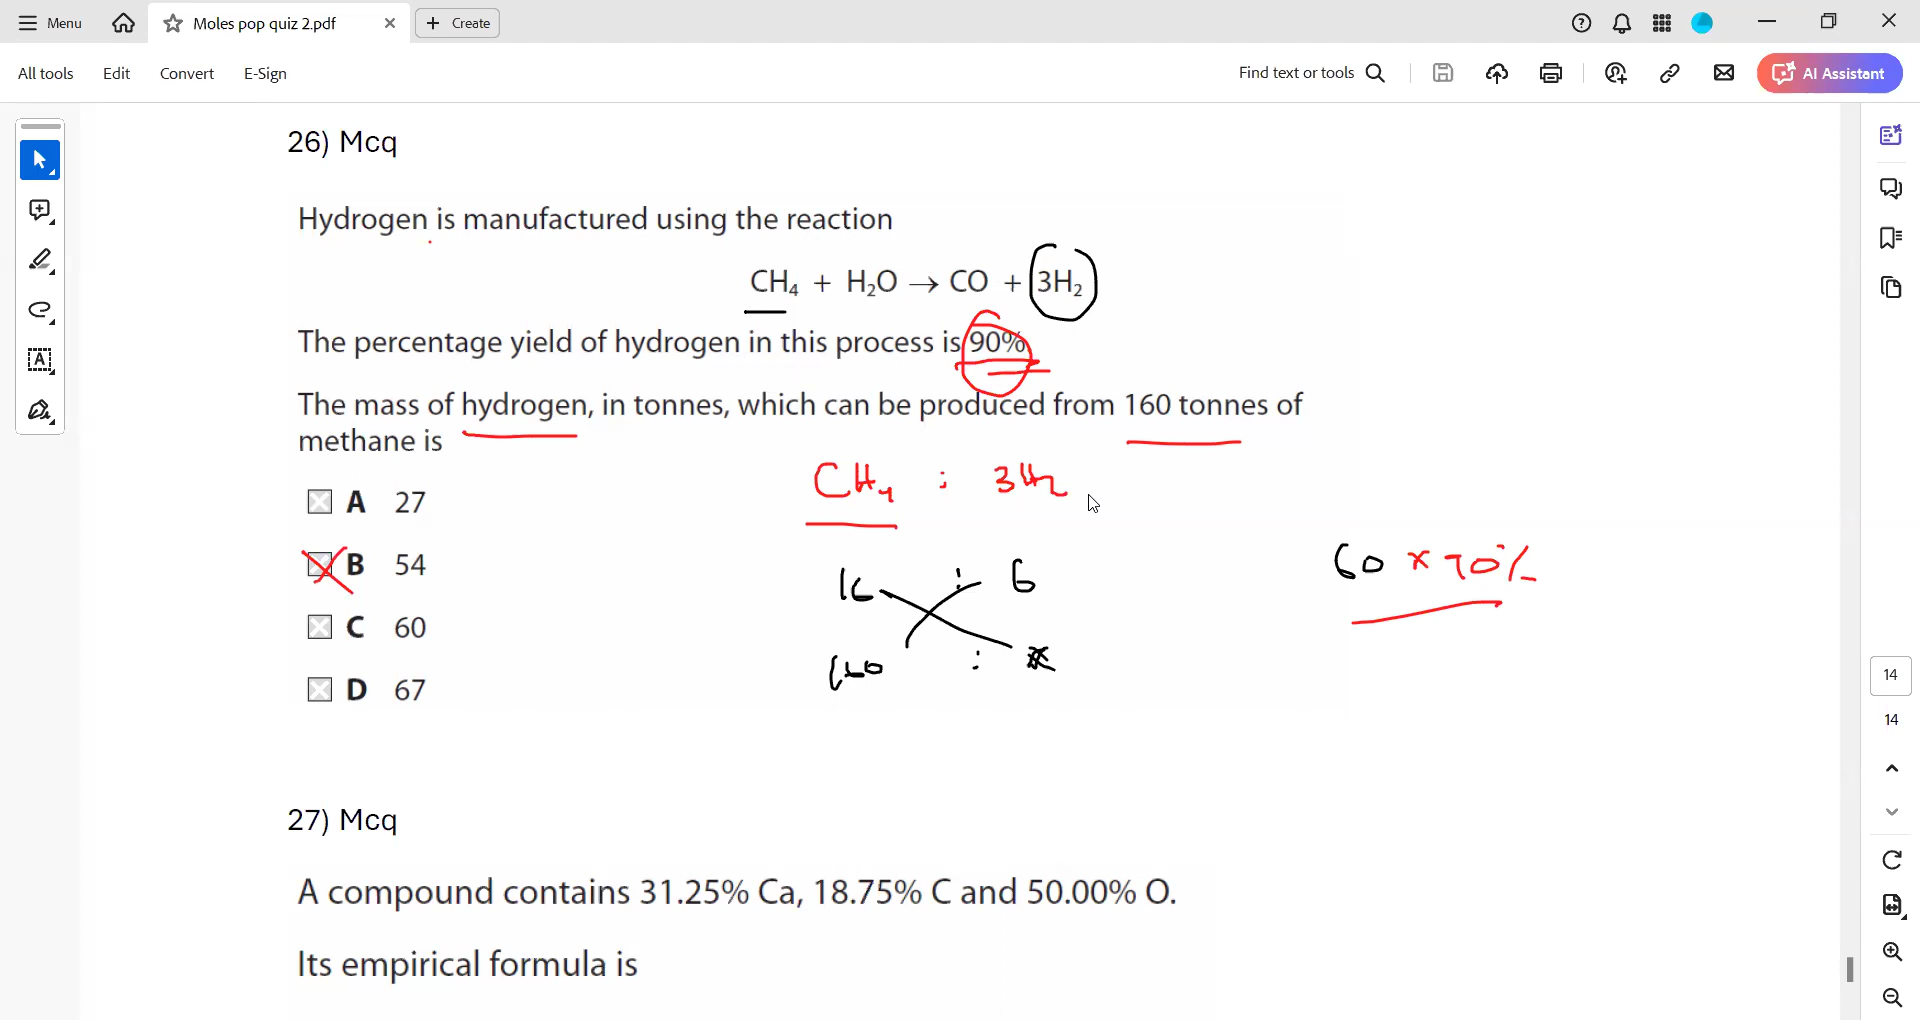 Menu
Moles pop quiz 2.pdf
Create
All tools
Edit
Convert
E-Sign
Find text or tools
AI Assistant
26) Mcq
Hydrogen is manufactured using the reaction
CH₄ + H₂O → CO + 3H₂
The percentage yield of hydrogen in this process is 90%
The mass of hydrogen, in tonnes, which can be produced from 160 tonnes of
methane is
CH₄ : 3H₂
A 27
B 54
C 60
D 67
16 : 6
160 : x
60 × 90%
14
14
27) Mcq
A compound contains 31.25% Ca, 18.75% C and 50.00% O.
Its empirical formula is